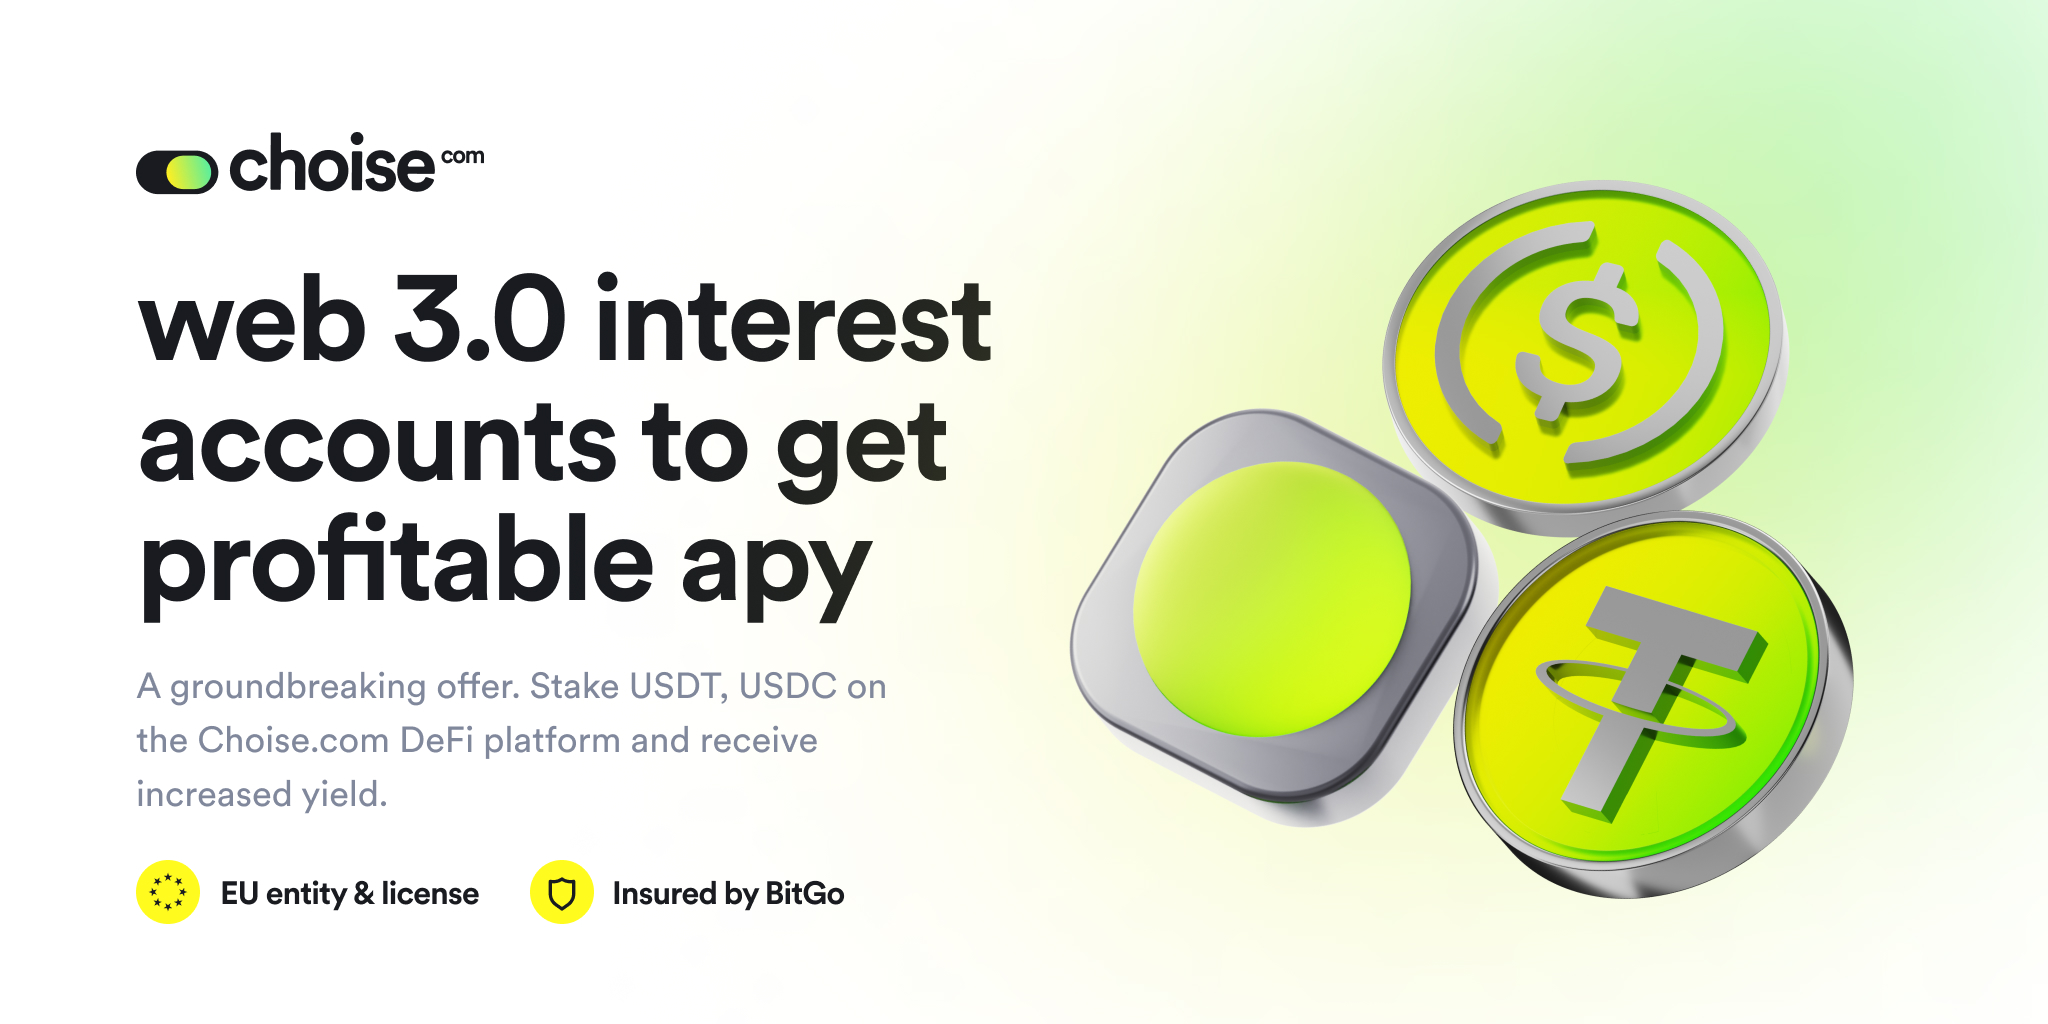 choise com
web 3.0 interest
accounts to get
profitable apy
A groundbreaking offer. Stake USDT, USDC on
the Choise.com DeFi platform and receive
increased yield.
EU entity & license
Insured by BitGo